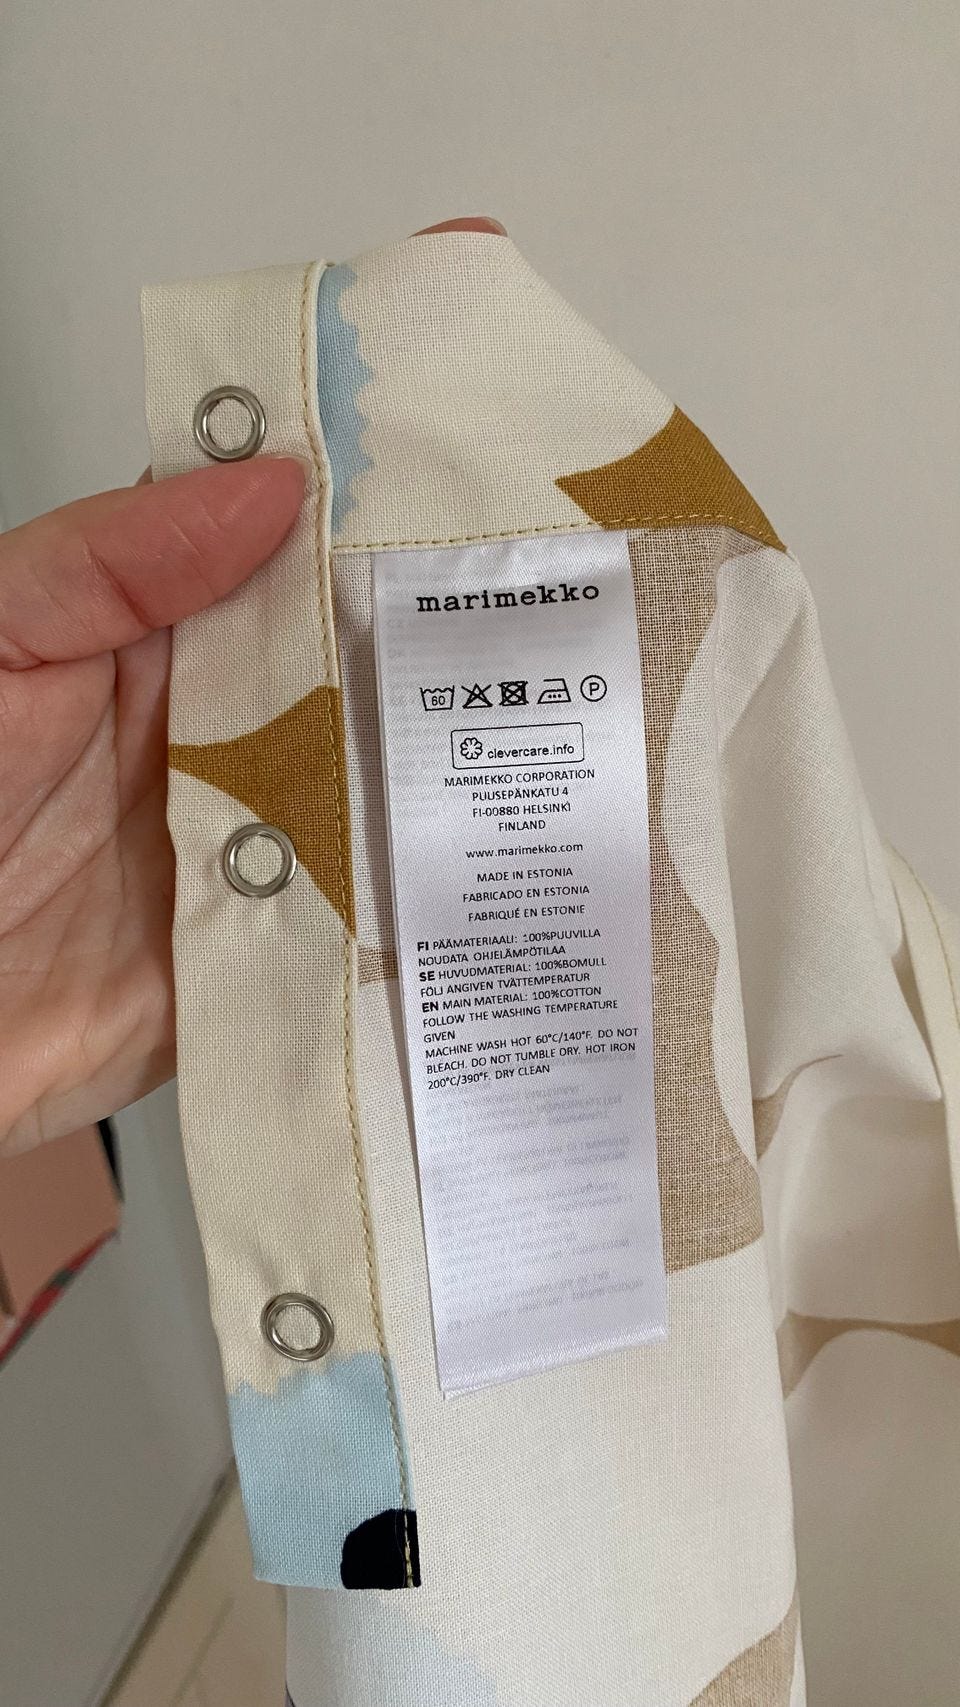 marimekko
60
P
clevercare.info
MARIMEKKO CORPORATION
PUUSEPÄNKATU 4
FI-00880 HELSINKI
FINLAND
www.marimekko.com
MADE IN ESTONIA
FABRICADO EN ESTONIA
FABRIQUÉ EN ESTONIE
FI PÄÄMATERIAALI: 100%PUUVILLA
NOUDATA OHJELÄMPÖTILAA
SE HUVUDMATERIAL: 100%BOMULL
FÖLJ ANGIVEN TVÄTTEMPERATUR
EN MAIN MATERIAL: 100%COTTON
FOLLOW THE WASHING TEMPERATURE
GIVEN
MACHINE WASH HOT 60°C/140°F. DO NOT
BLEACH. DO NOT TUMBLE DRY. HOT IRON
200°C/390°F. DRY CLEAN